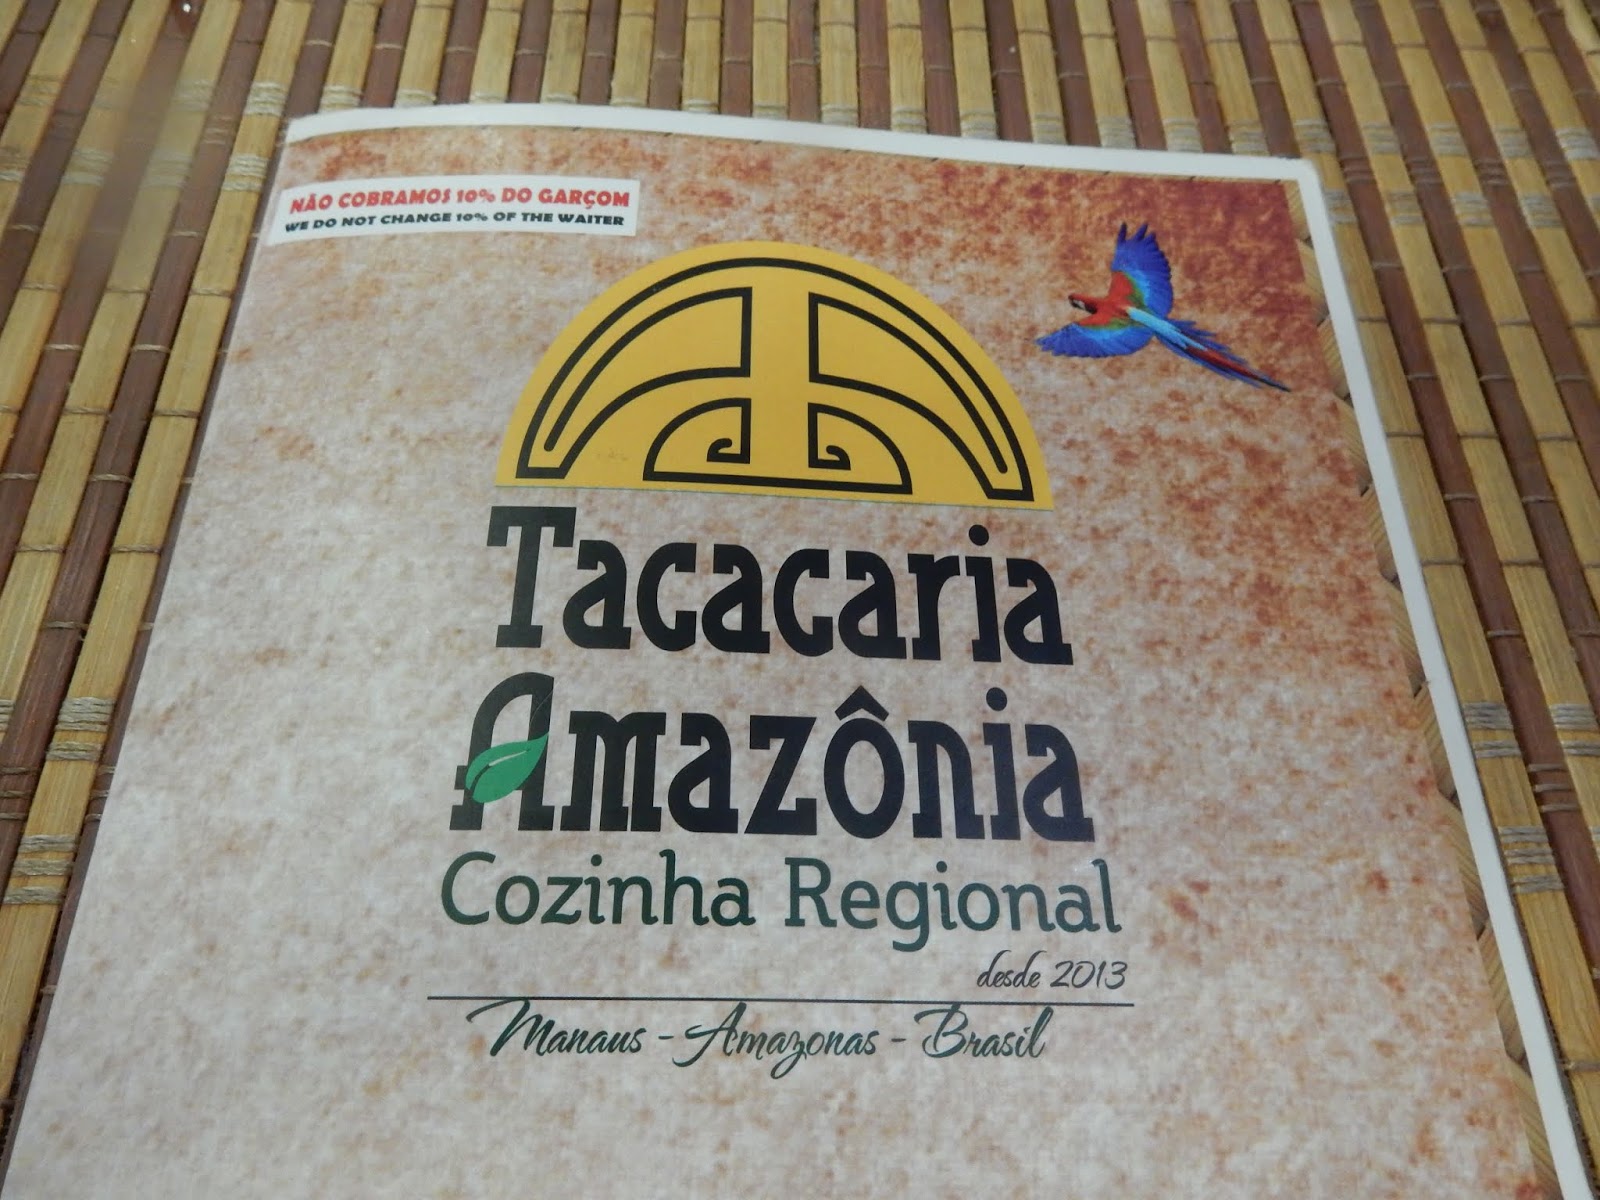 NÃO COBRAMOS 10% DO GARÇOM
WE DO NOT CHANGE 10% OF THE WAITER
Tacacaria
Amazônia
Cozinha Regional
desde 2013
Manaus - Amazonas - Brasil